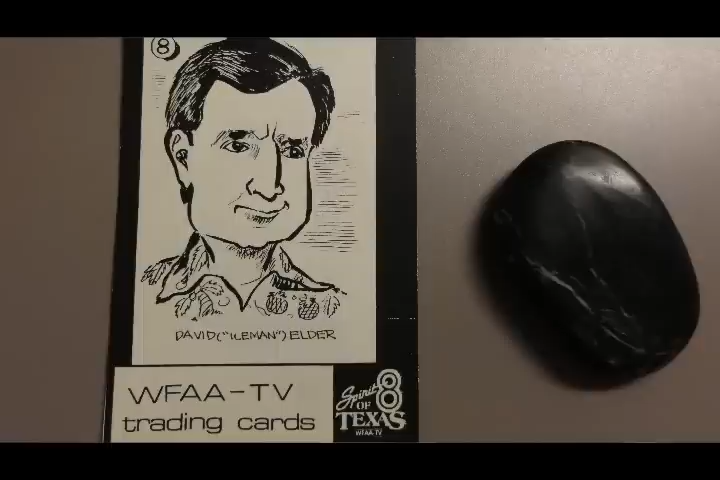 8
DAVID ("ICEMAN") ELDER
WFAA-TV
trading cards
Spirit 8
OF
TEXAS
WFAA-TV